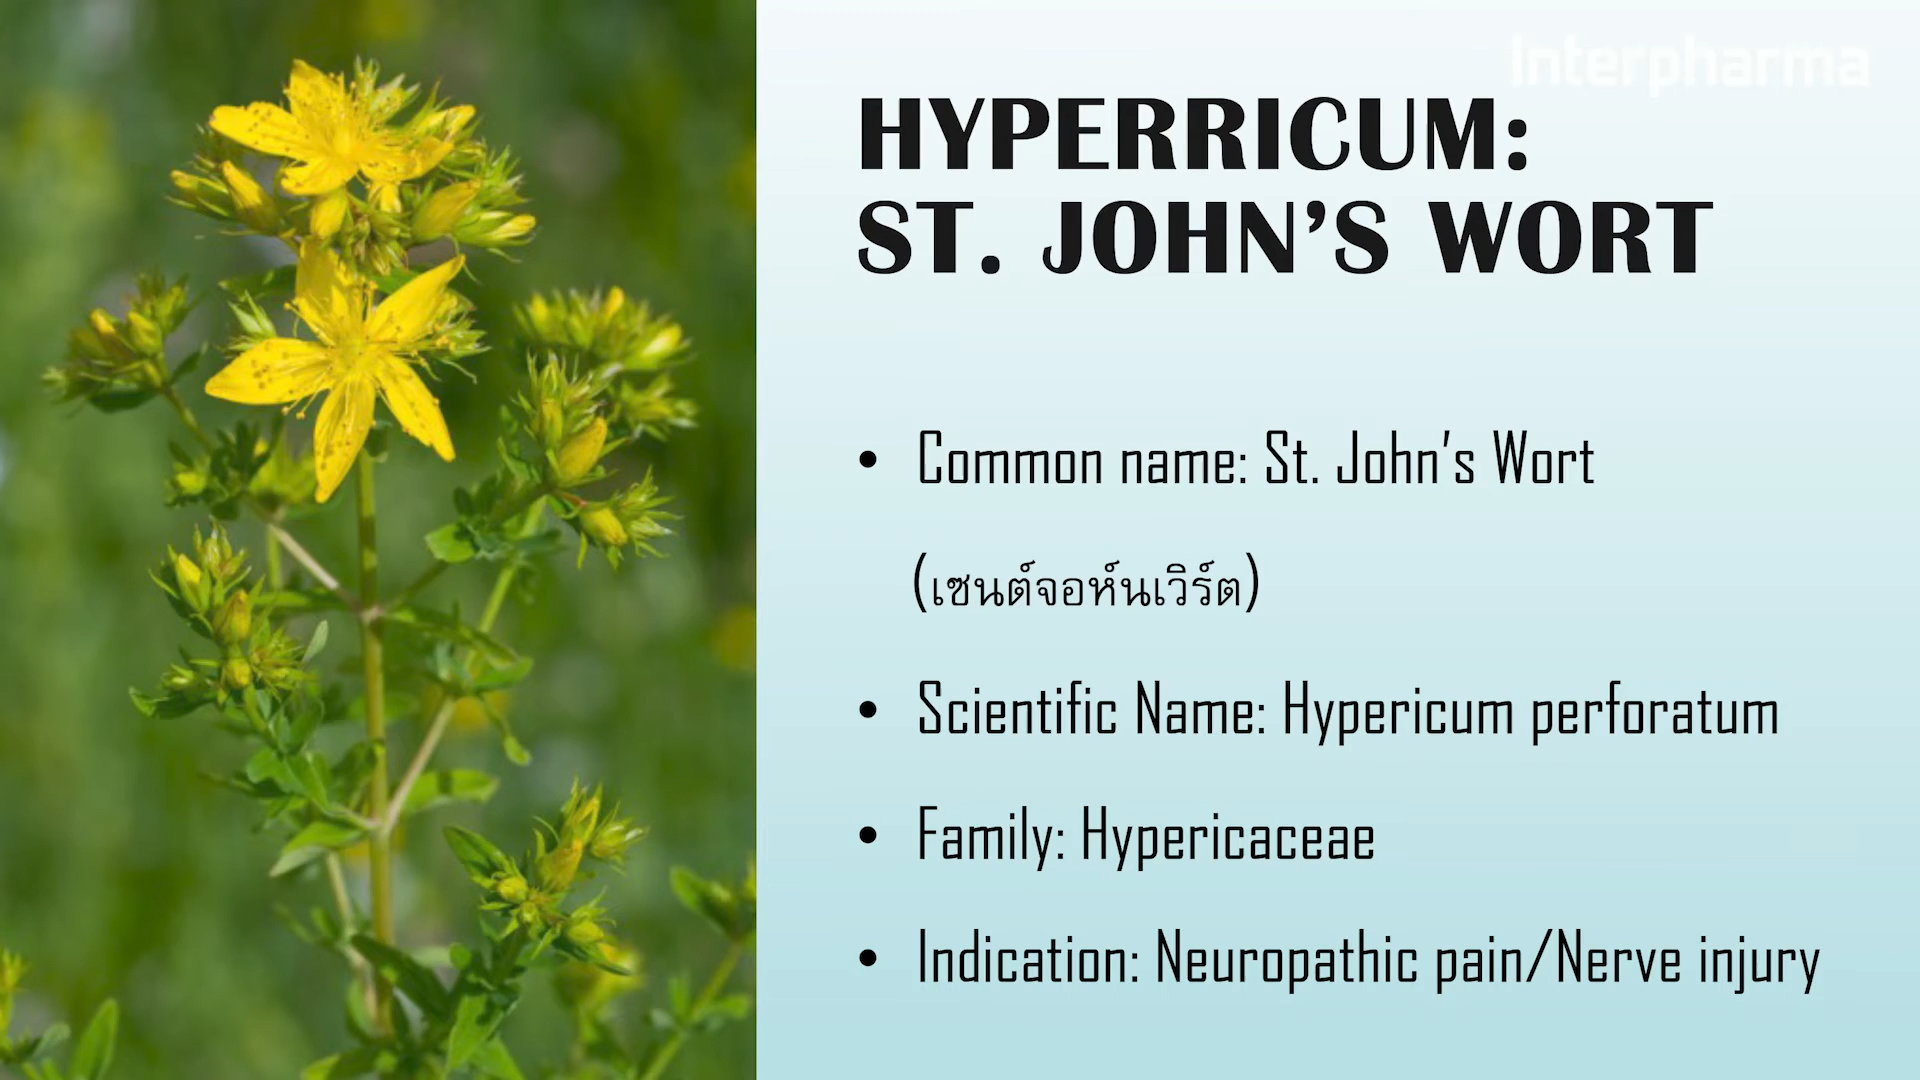 Interpharma
HYPERRICUM:
ST. JOHN’S WORT
• Common name: St. John’s Wort
(เซนต์จอห์นเวิร์ต)
• Scientific Name: Hypericum perforatum
• Family: Hypericaceae
• Indication: Neuropathic pain/Nerve injury